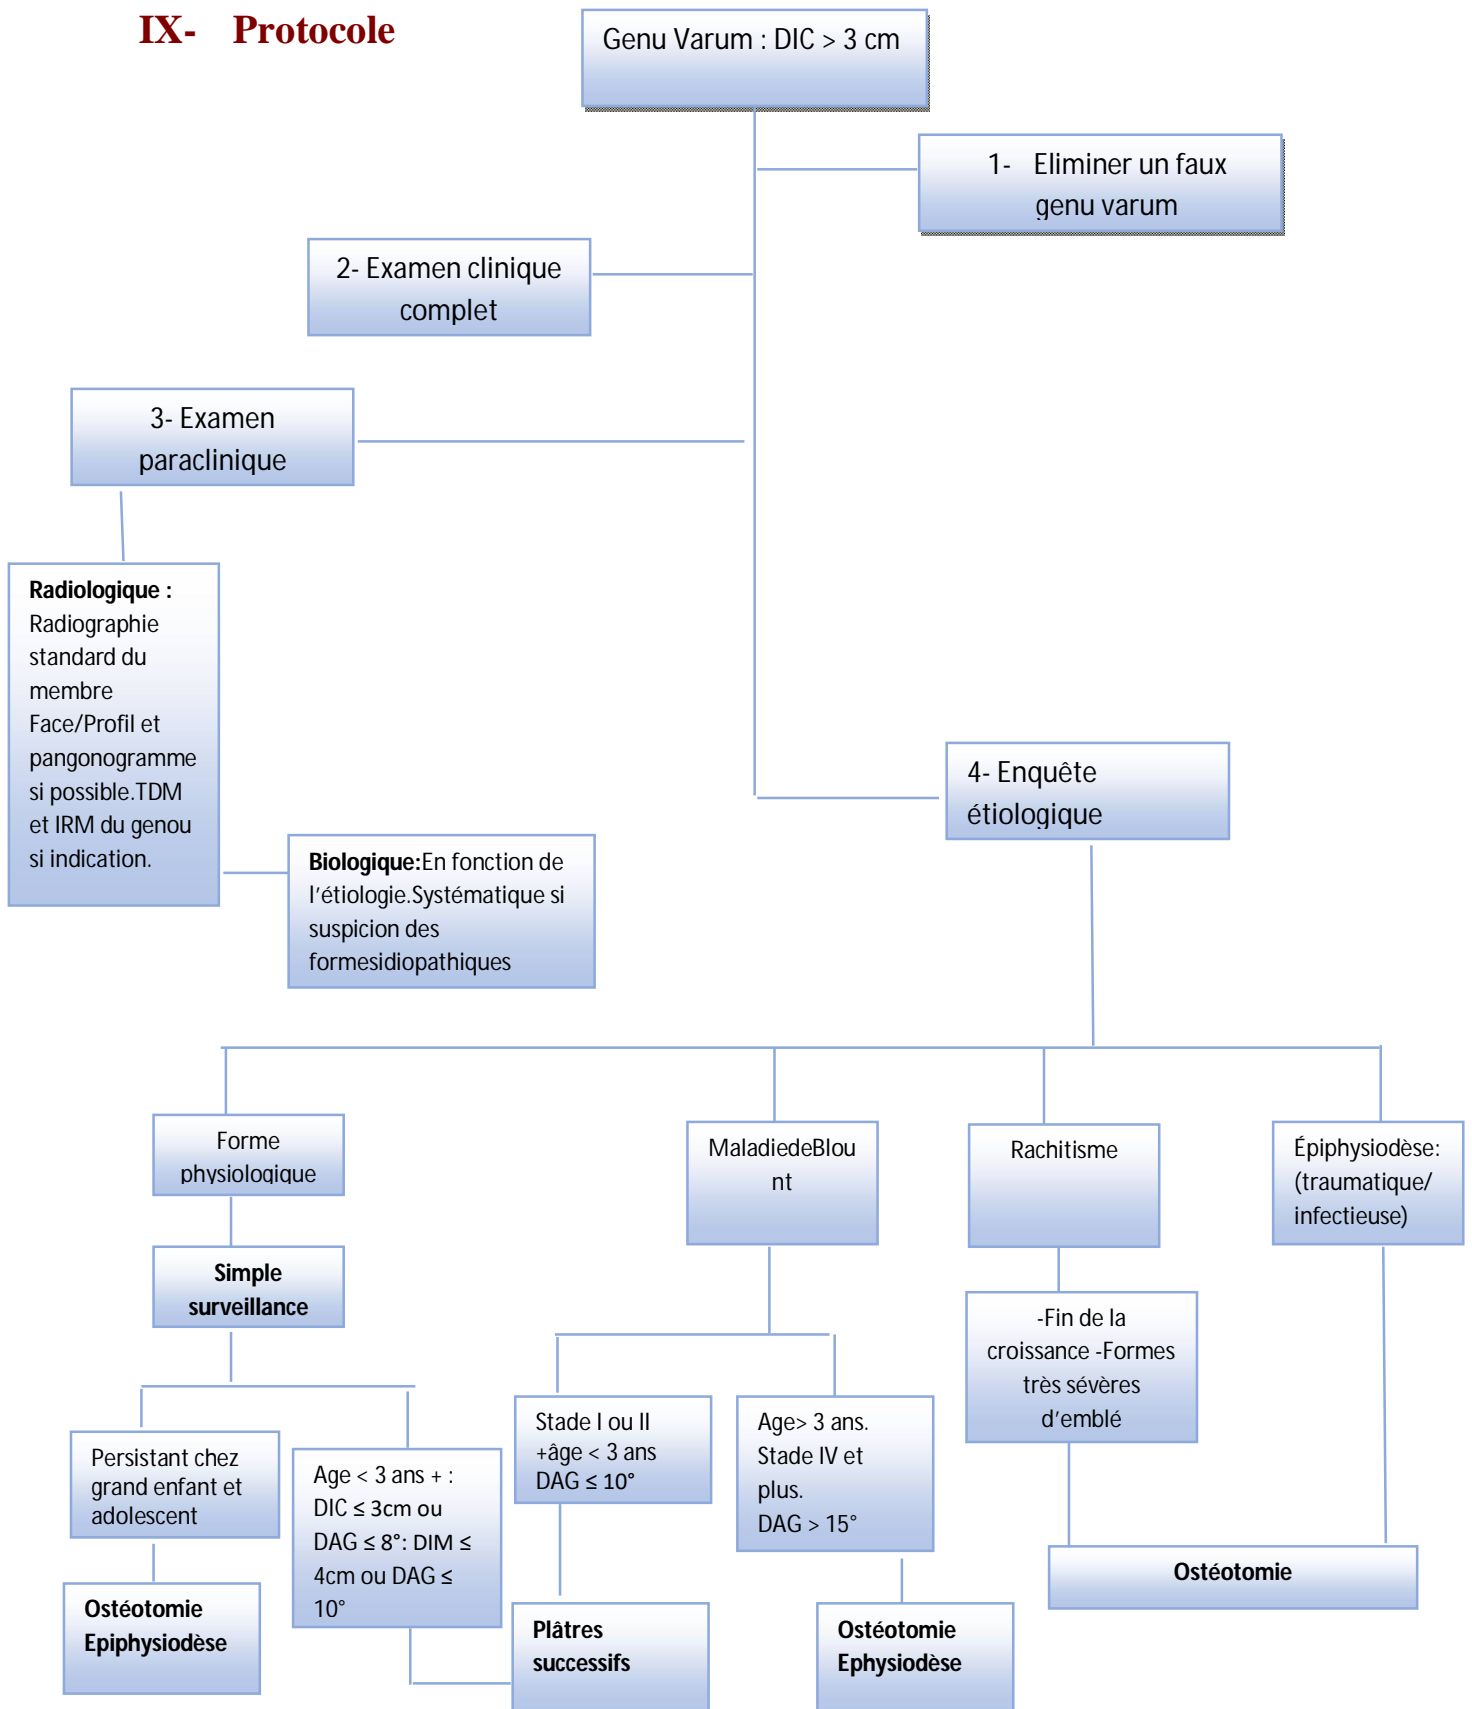 IX- Protocole
Genu Varum : DIC > 3 cm
1- Eliminer un faux
genu varum
2- Examen clinique
complet
3- Examen
paraclinique
Radiologique :
Radiographie
standard du
membre
Face/Profil et
pangonogramme
si possible.TDM
et IRM du genou
si indication.
4- Enquête
étiologique
Biologique:En fonction de
l'étiologie.Systématique si
suspicion des
formesidiopathiques
Forme
physiologique
MaladiedeBlou
nt
Rachitisme
Épiphysiodèse:
(traumatique/
infectieuse)
Simple
surveillance
-Fin de la
croissance -Formes
très sévères
d'emblé
Persistant chez
grand enfant et
adolescent
Age < 3 ans + :
DIC ≤ 3cm ou
DAG ≤ 8°: DIM ≤
4cm ou DAG ≤
10°
Stade I ou II
+âge < 3 ans
DAG ≤ 10°
Age> 3 ans.
Stade IV et
plus.
DAG > 15°
Ostéotomie
Ostéotomie
Epiphysiodèse
Plâtres
successifs
Ostéotomie
Ephysiodèse